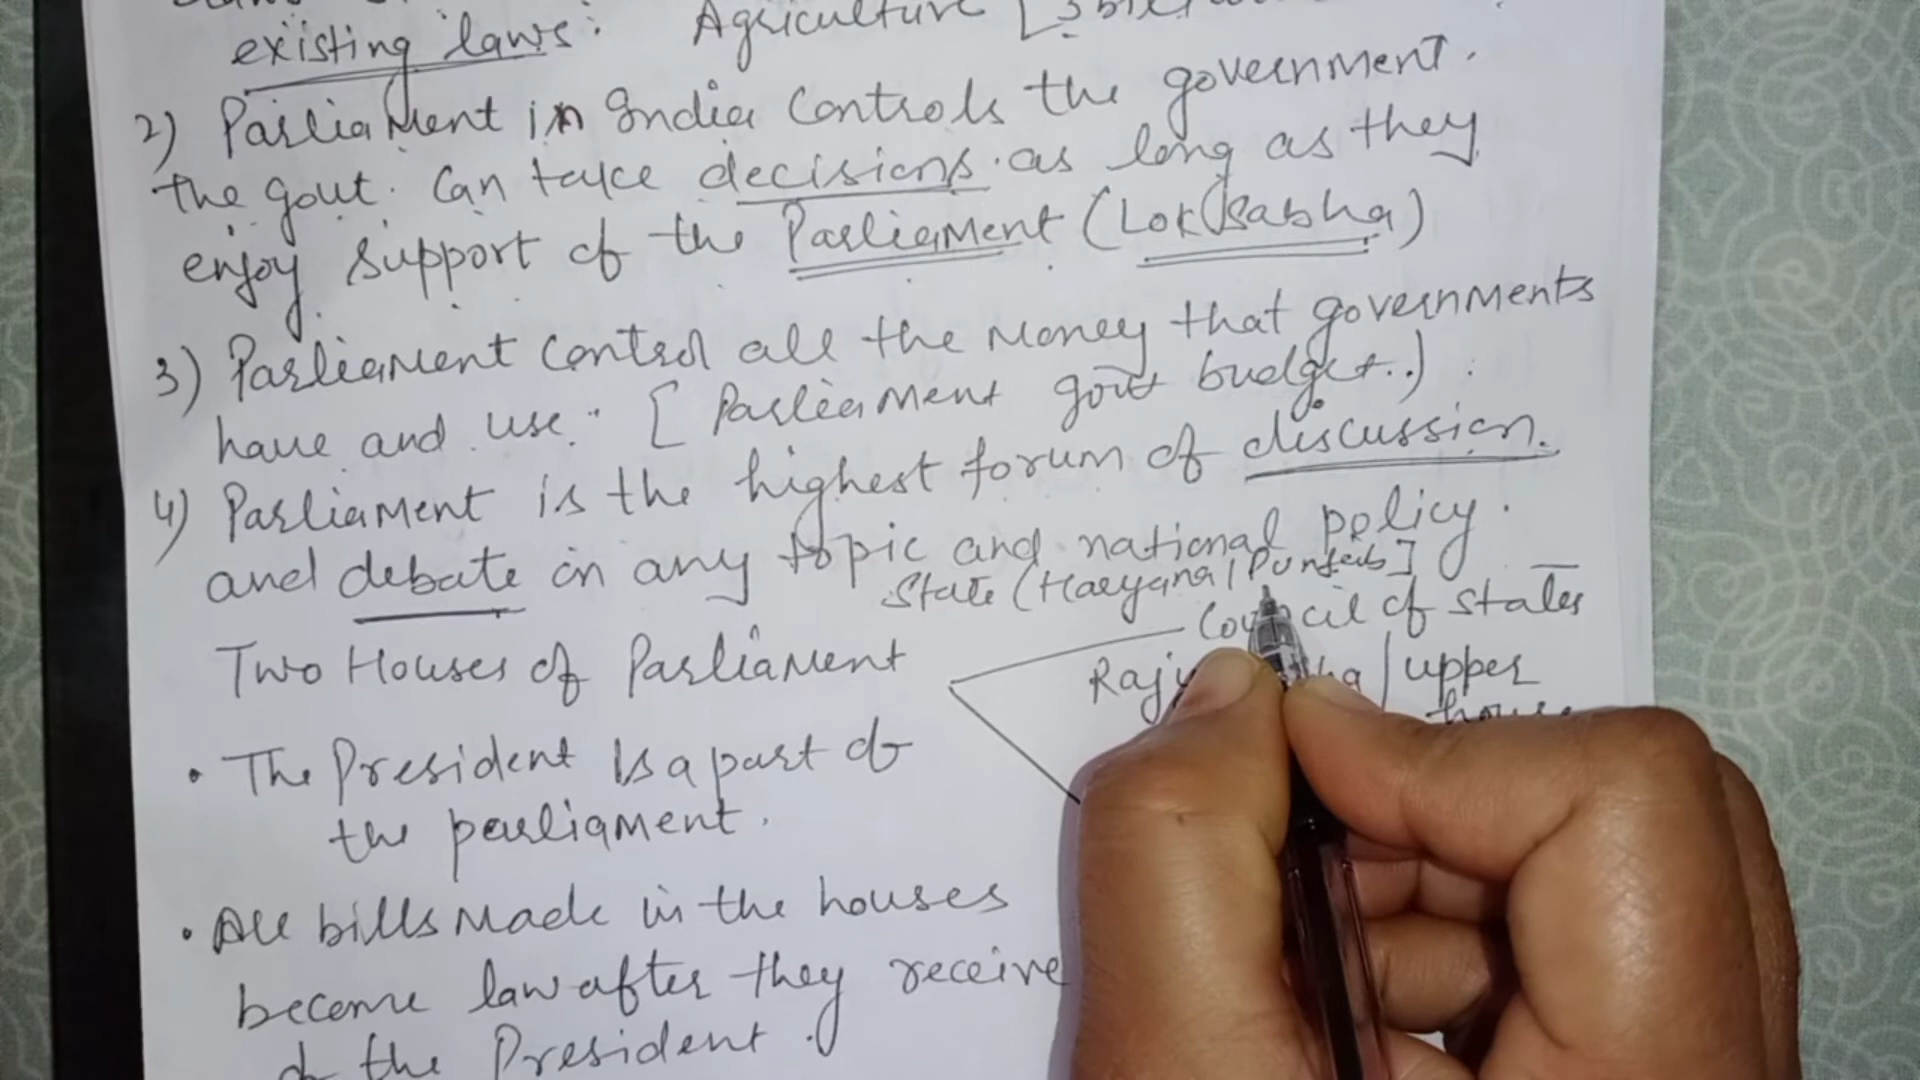 existing laws. Agriculture [3 bil
2) Parliament in India Controls the government.
the govt. Can take decisions as long as they
enjoy support of the Parliament (Lok Sabha)
3) Parliament Control all the Money that governments
have and use. [Parliament govt budget..)
4) Parliament is the highest forum of discussion.
and debate on any topic and national policy.
State (Haryana / Punjab]
Council of States
Two Houses of Parliament
Raj / upper
house
• The President is a part of
the parliament.
• All bills Made in the houses
become law after they receive
of the President.